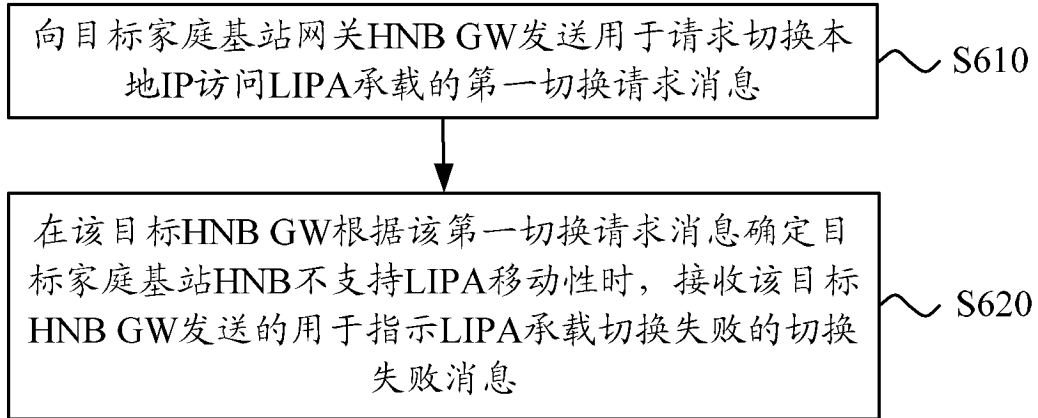 向目标家庭基站网关HNB GW发送用于请求切换本
地IP访问LIPA承载的第一切换请求消息
S610
在该目标HNB GW根据该第一切换请求消息确定目
标家庭基站HNB不支持LIPA移动性时，接收该目标
HNB GW发送的用于指示LIPA承载切换失败的切换
失败消息
S620